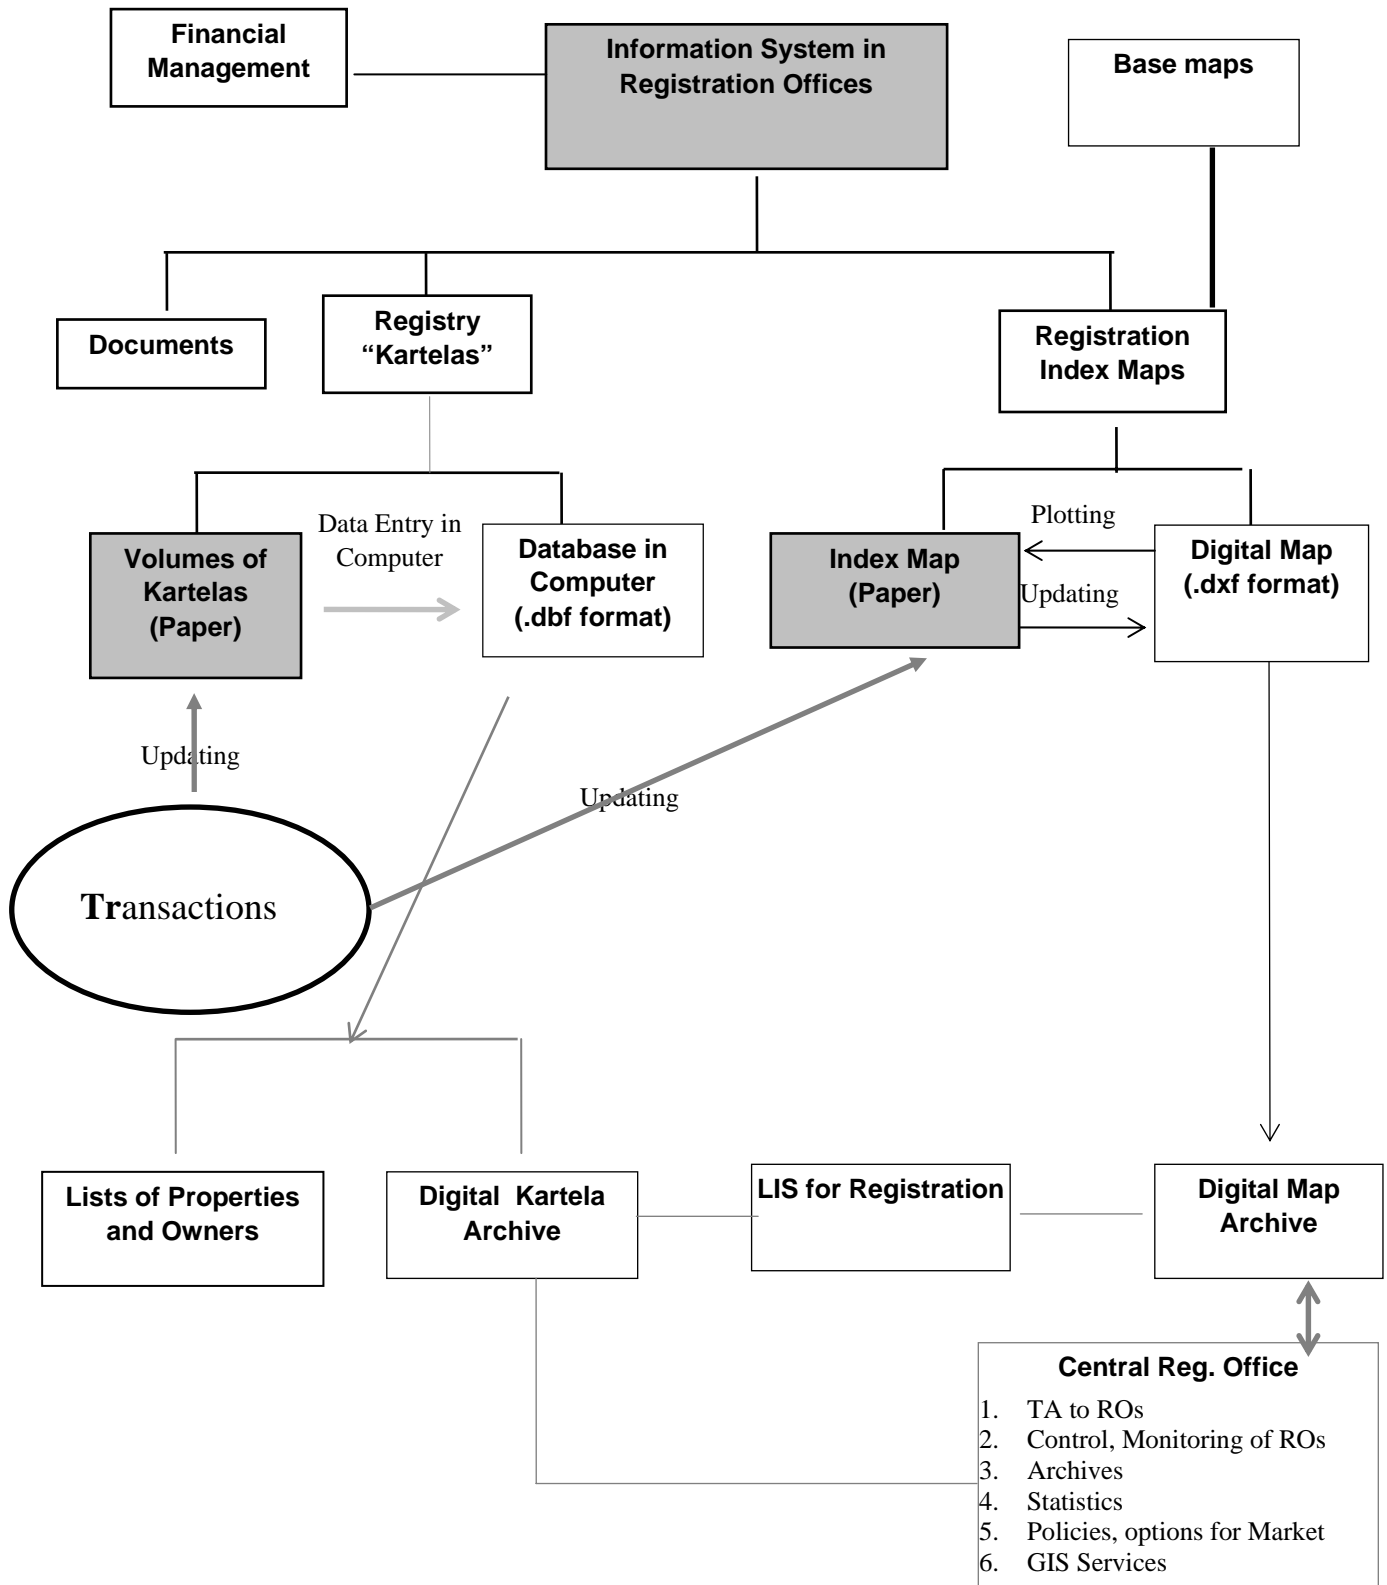 Financial
Management
Information System in
Registration Offices
Base maps
Documents
Registry
“Kartelas”
Registration
Index Maps
Volumes of
Kartelas
(Paper)
Data Entry in
Computer
Database in
Computer
(.dbf format)
Index Map
(Paper)
Plotting
Updating
Digital Map
(.dxf format)
Updating
Updating
Transactions
Lists of Properties
and Owners
Digital Kartela
Archive
LIS for Registration
Digital Map
Archive
Central Reg. Office
1. TA to ROs
2. Control, Monitoring of ROs
3. Archives
4. Statistics
5. Policies, options for Market
6. GIS Services